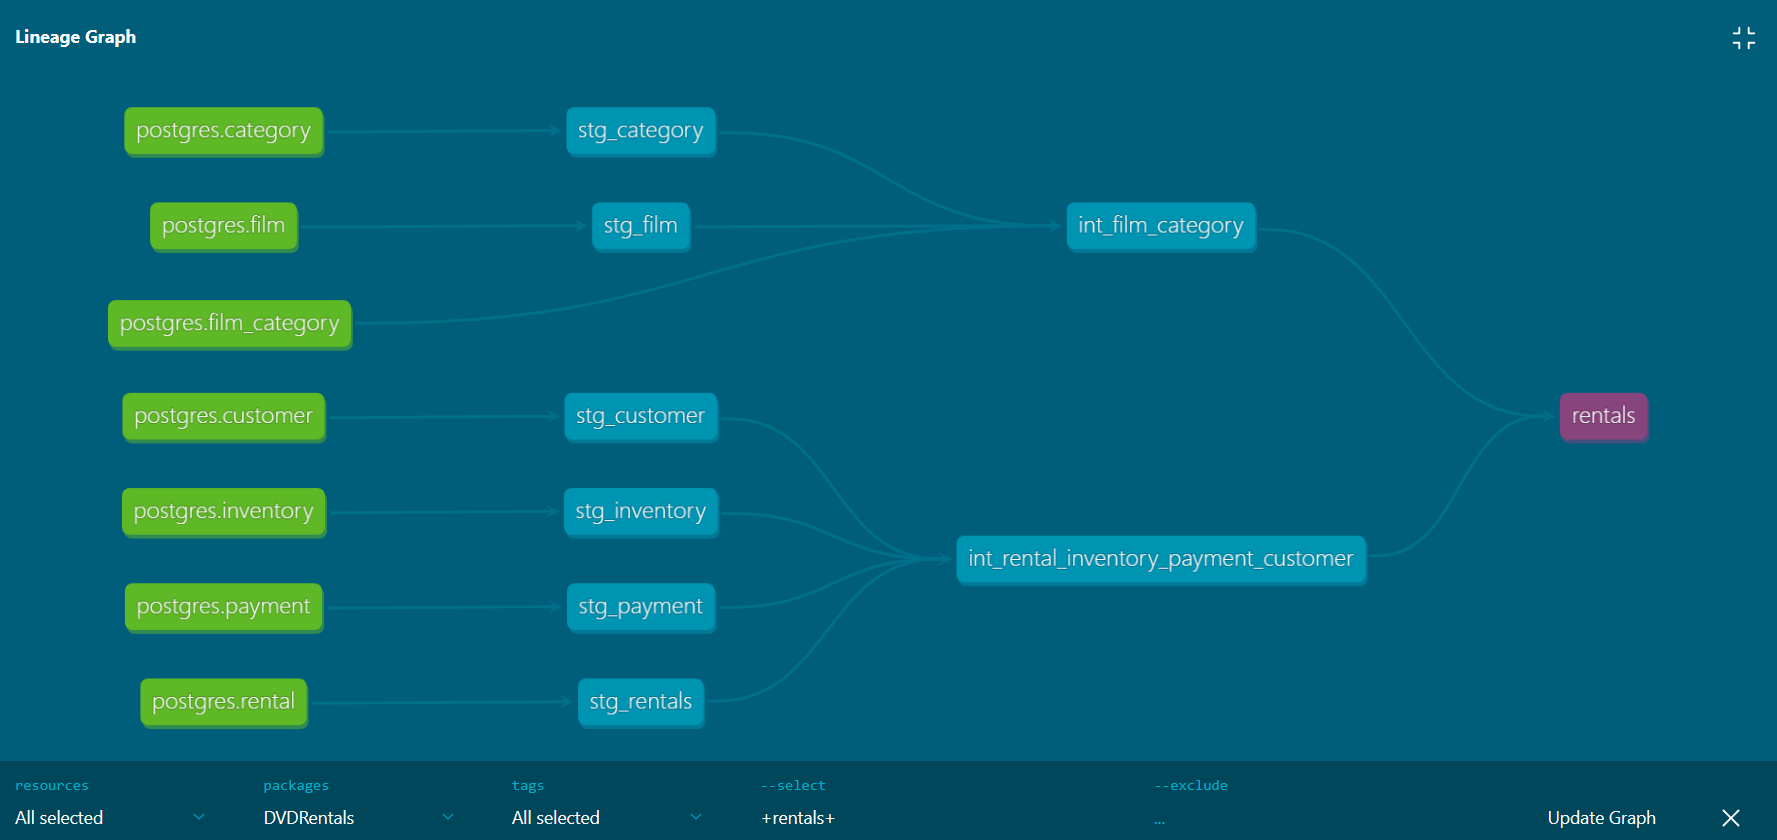 Lineage Graph
postgres.category
stg_category
postgres.film
stg_film
int_film_category
postgres.film_category
postgres.customer
stg_customer
rentals
postgres.inventory
stg_inventory
int_rental_inventory_payment_customer
postgres.payment
stg_payment
postgres.rental
stg_rentals
resources
packages
tags
--select
--exclude
All selected
DVDRentals
All selected
+rentals+
...
Update Graph